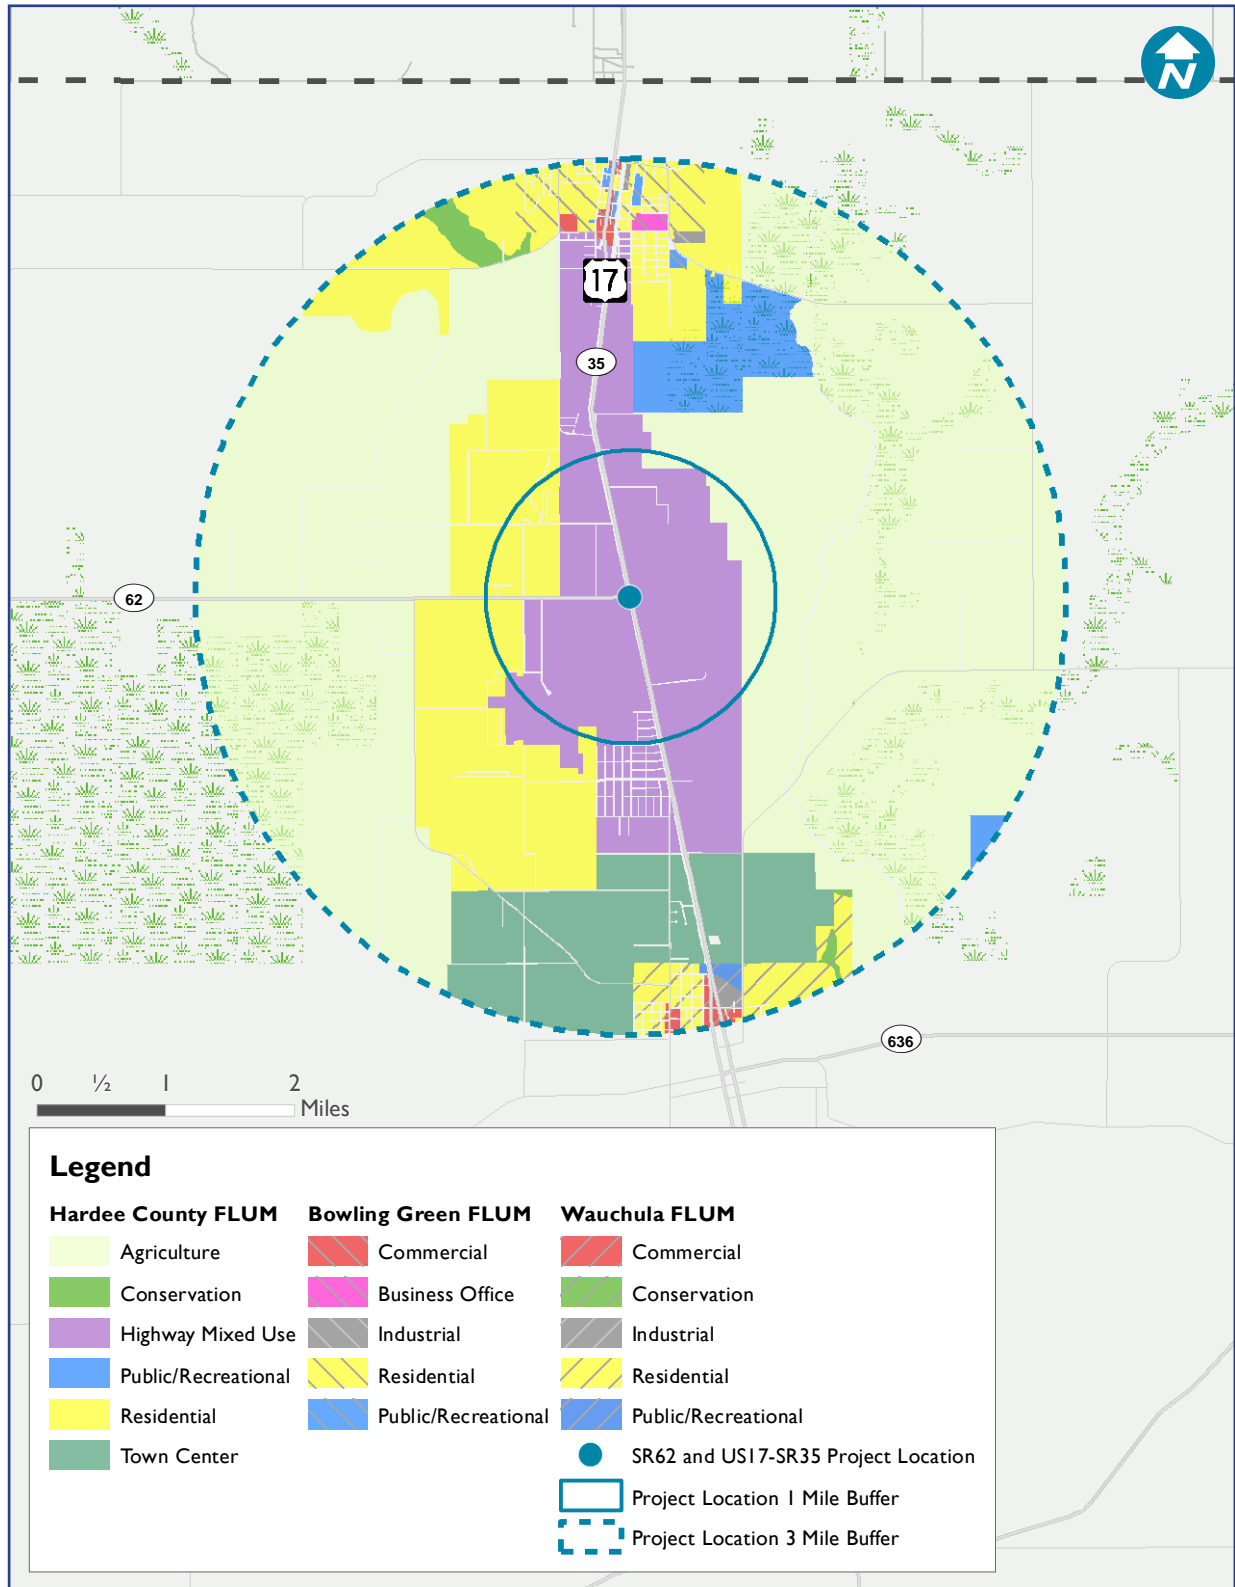 N
17
35
62
636
0 ½ 1 2
Miles
Legend
Hardee County FLUM
Agriculture
Conservation
Highway Mixed Use
Public/Recreational
Residential
Town Center
Bowling Green FLUM
Commercial
Business Office
Industrial
Residential
Public/Recreational
Wauchula FLUM
Commercial
Conservation
Industrial
Residential
Public/Recreational
SR62 and US17-SR35 Project Location
Project Location 1 Mile Buffer
Project Location 3 Mile Buffer